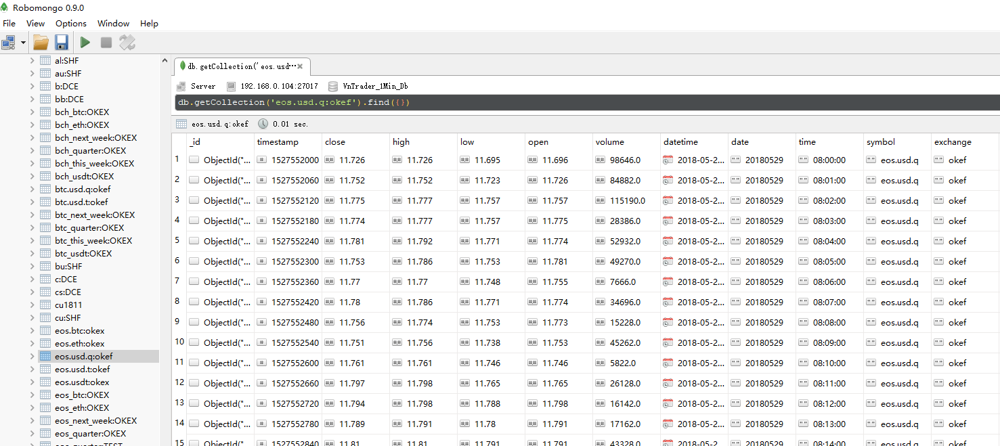 Robomongo 0.9.0
File View Options Window Help
al:SHF
au:SHF
b:DCE
bb:DCE
bch_btc:OKEX
bch_eth:OKEX
bch_next_week:OKEX
bch_quarter:OKEX
bch_this_week:OKEX
bch_usdt:OKEX
btc.usd.q:okef
btc.usd.t:okef
btc_next_week:OKEX
btc_quarter:OKEX
btc_this_week:OKEX
btc_usdt:OKEX
bu:SHF
c:DCE
cs:DCE
cu1811
cu:SHF
eos.btc:okex
eos.eth:okex
eos.usd.q:okef
eos.usd.t:okef
eos.usdt:okex
eos_btc:OKEX
eos_eth:OKEX
eos_next_week:OKEX
eos_quarter:OKEX
eos_quarter:TEST
db.getCollection('eos.usd…
Server 192.168.0.104:27017 VnTrader_1Min_Db
db.getCollection('eos.usd.q:okef').find({})
eos.usd.q:okef 0.01 sec.
_id timestamp close high low open volume datetime date time symbol exchange
1 ObjectId("... 1527552000 11.726 11.726 11.695 11.696 98646.0 2018-05-2... 20180529 08:00:00 eos.usd.q okef
2 ObjectId("... 1527552060 11.752 11.752 11.723 11.726 84882.0 2018-05-2... 20180529 08:01:00 eos.usd.q okef
3 ObjectId("... 1527552120 11.775 11.777 11.757 11.757 115190.0 2018-05-2... 20180529 08:02:00 eos.usd.q okef
4 ObjectId("... 1527552180 11.774 11.777 11.757 11.775 28386.0 2018-05-2... 20180529 08:03:00 eos.usd.q okef
5 ObjectId("... 1527552240 11.781 11.792 11.771 11.774 52932.0 2018-05-2... 20180529 08:04:00 eos.usd.q okef
6 ObjectId("... 1527552300 11.753 11.786 11.753 11.781 49270.0 2018-05-2... 20180529 08:05:00 eos.usd.q okef
7 ObjectId("... 1527552360 11.77 11.77 11.748 11.755 7666.0 2018-05-2... 20180529 08:06:00 eos.usd.q okef
8 ObjectId("... 1527552420 11.78 11.786 11.771 11.774 34696.0 2018-05-2... 20180529 08:07:00 eos.usd.q okef
9 ObjectId("... 1527552480 11.756 11.774 11.753 11.773 15228.0 2018-05-2... 20180529 08:08:00 eos.usd.q okef
10 ObjectId("... 1527552540 11.751 11.756 11.738 11.753 45262.0 2018-05-2... 20180529 08:09:00 eos.usd.q okef
11 ObjectId("... 1527552600 11.761 11.761 11.746 11.746 5822.0 2018-05-2... 20180529 08:10:00 eos.usd.q okef
12 ObjectId("... 1527552660 11.797 11.798 11.765 11.765 26128.0 2018-05-2... 20180529 08:11:00 eos.usd.q okef
13 ObjectId("... 1527552720 11.794 11.798 11.788 11.798 16142.0 2018-05-2... 20180529 08:12:00 eos.usd.q okef
14 ObjectId("... 1527552780 11.789 11.791 11.78 11.791 17162.0 2018-05-2... 20180529 08:13:00 eos.usd.q okef
15 ObjectId("... 1527552840 11.81 11.81 11.791 11.791 43328.0 2018-05-2... 20180529 08:14:00 eos.usd.q okef